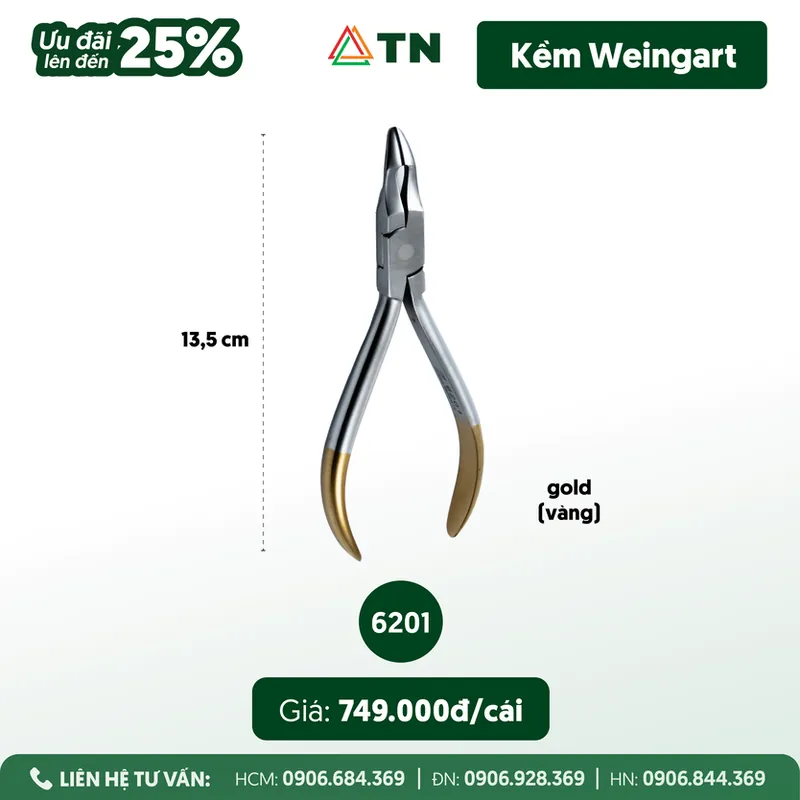 Ưu đãi
lên đến
25%
TN
Kềm Weingart
13,5 cm
gold
(vàng)
6201
Giá: 749.000đ/cái
LIÊN HỆ TƯ VẤN: HCM: 0906.684.369 | ĐN: 0906.928.369 | HN: 0906.844.369